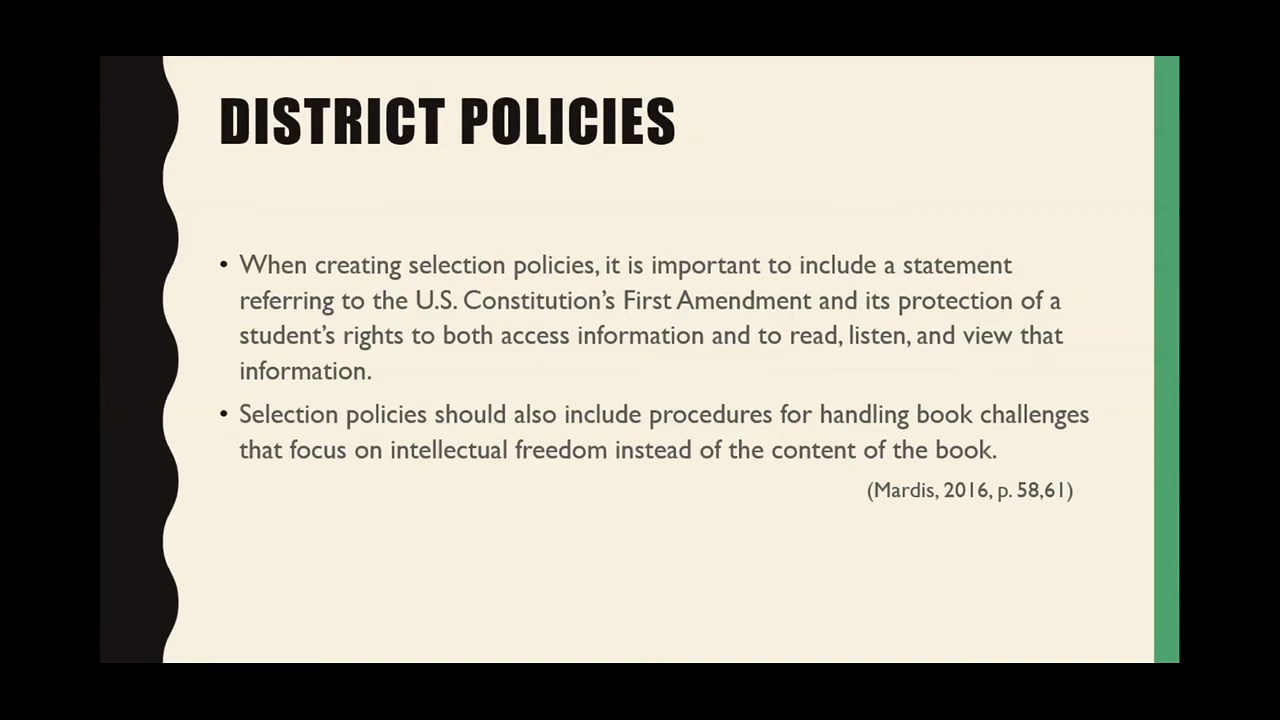 DISTRICT POLICIES
• When creating selection policies, it is important to include a statement
referring to the U.S. Constitution’s First Amendment and its protection of a
student’s rights to both access information and to read, listen, and view that
information.
• Selection policies should also include procedures for handling book challenges
that focus on intellectual freedom instead of the content of the book.
(Mardis, 2016, p. 58,61)